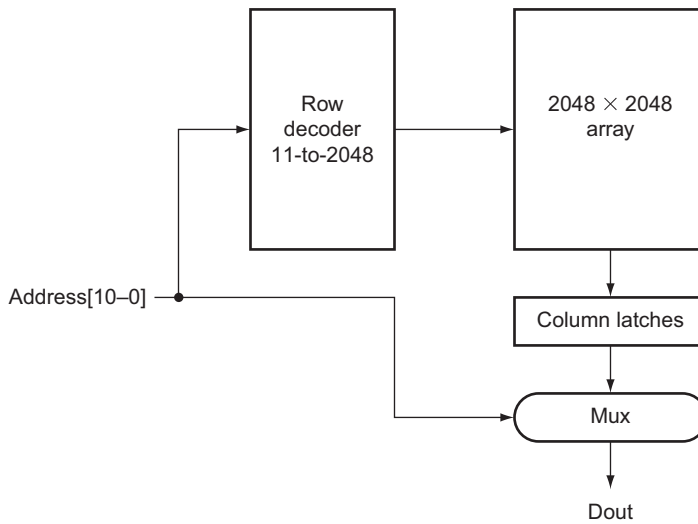 Row
decoder
11-to-2048
2048 × 2048
array
Address[10–0]
Column latches
Mux
Dout